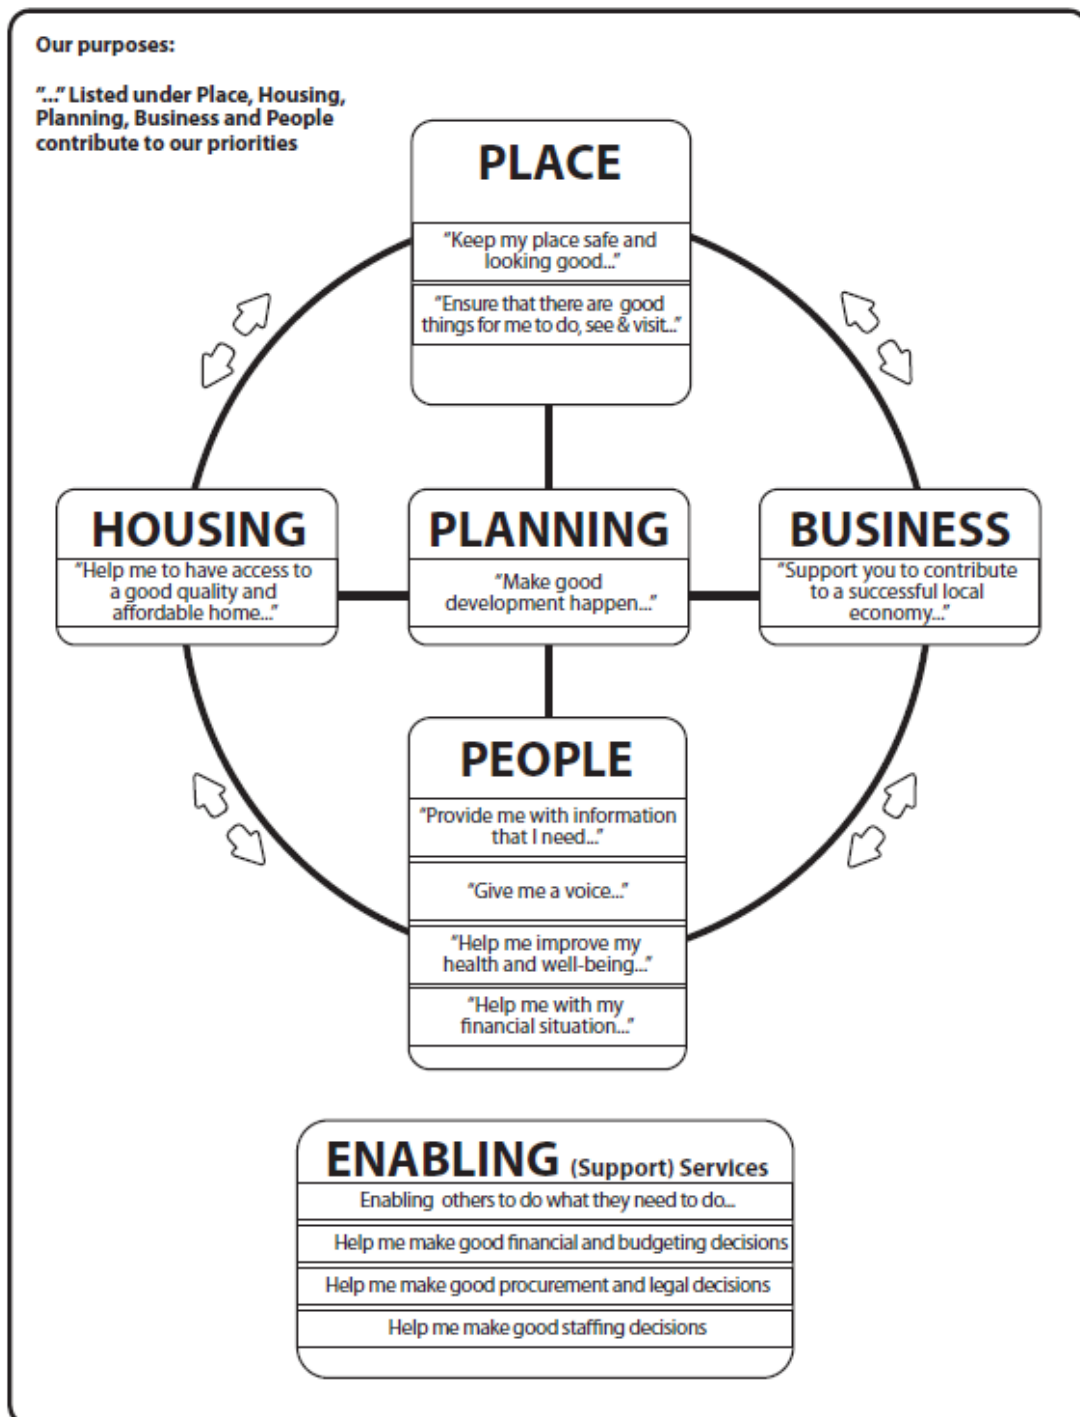 Our purposes:
"..." Listed under Place, Housing,
Planning, Business and People
contribute to our priorities
PLACE
"Keep my place safe and
looking good..."
"Ensure that there are good
things for me to do, see & visit..."
HOUSING
"Help me to have access to
a good quality and
affordable home..."
PLANNING
"Make good
development happen..."
BUSINESS
"Support you to contribute
to a successful local
economy..."
PEOPLE
"Provide me with information
that I need..."
"Give me a voice..."
"Help me improve my
health and well-being..."
"Help me with my
financial situation..."
ENABLING (Support) Services
Enabling others to do what they need to do...
Help me make good financial and budgeting decisions
Help me make good procurement and legal decisions
Help me make good staffing decisions